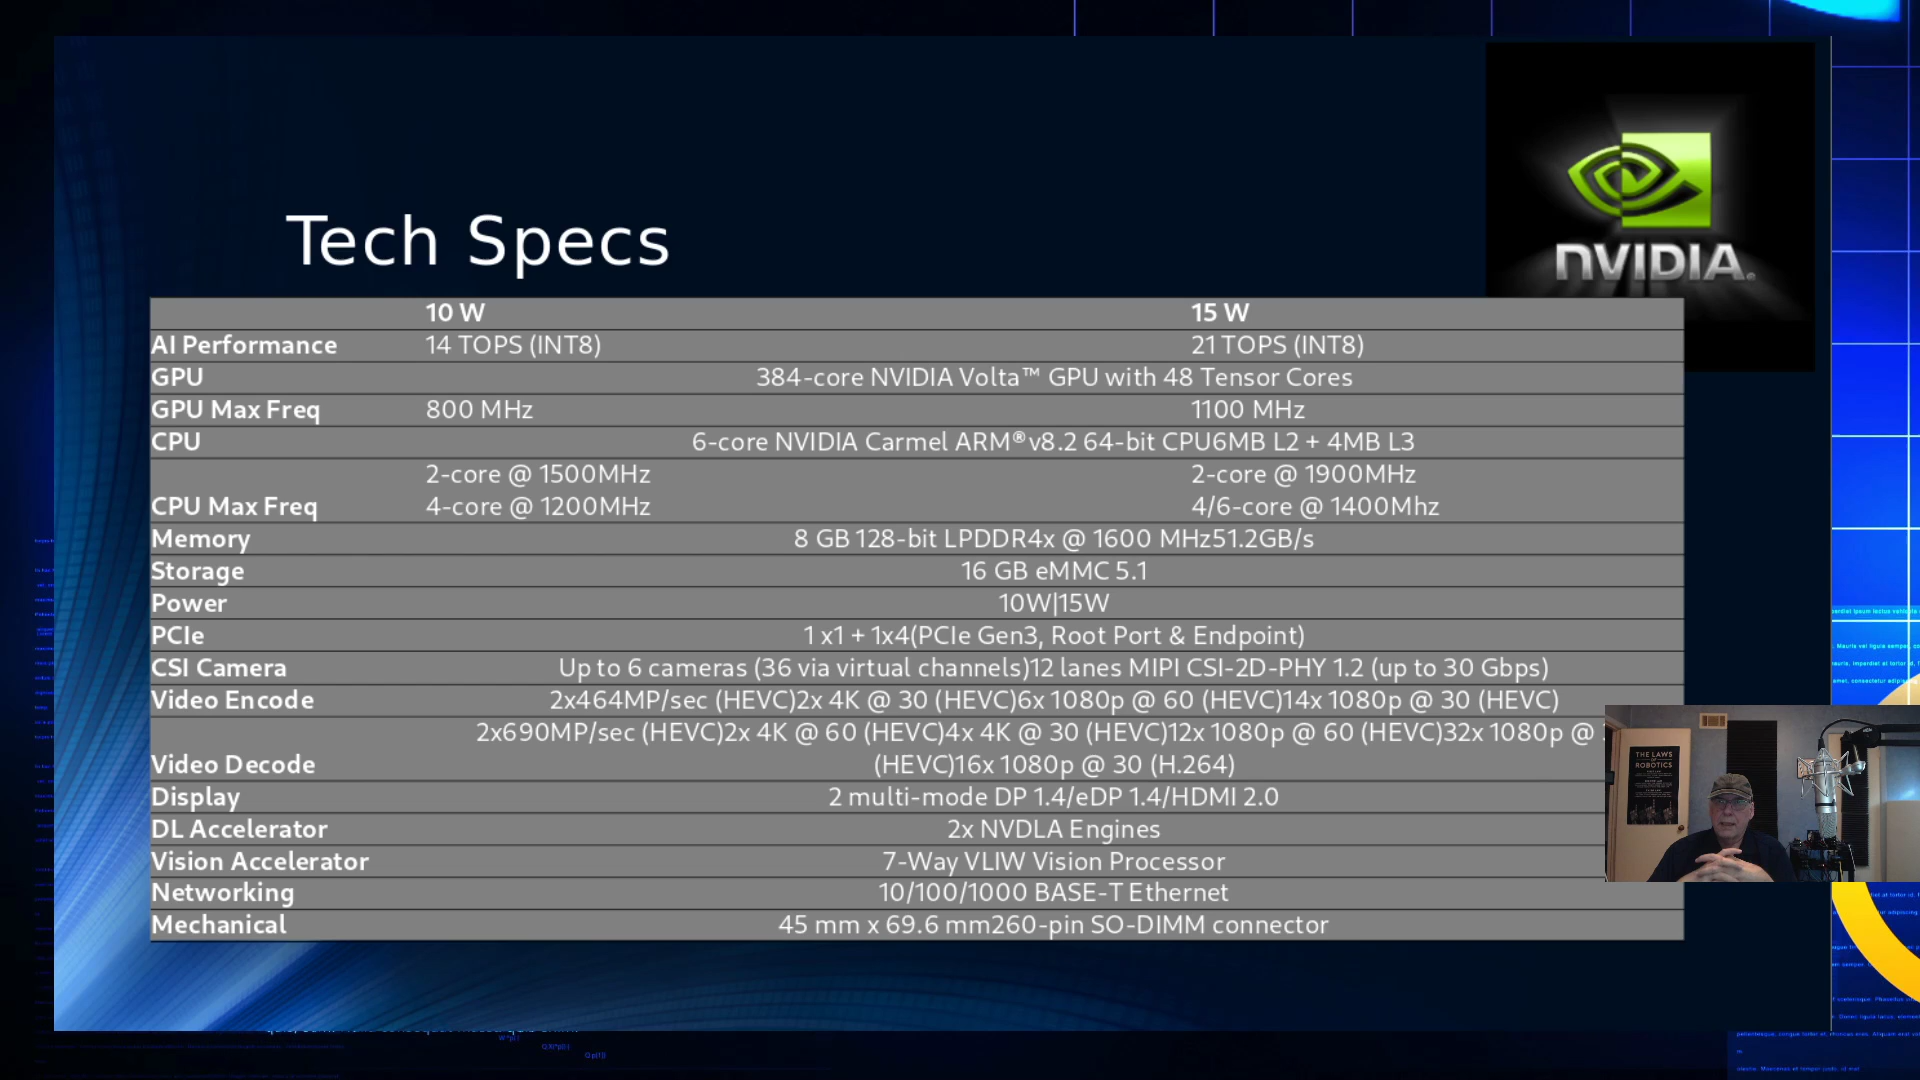 NVIDIA.
Tech Specs
10 W 15 W
AI Performance 14 TOPS (INT8) 21 TOPS (INT8)
GPU 384-core NVIDIA Volta™ GPU with 48 Tensor Cores
GPU Max Freq 800 MHz 1100 MHz
CPU 6-core NVIDIA Carmel ARM®v8.2 64-bit CPU6MB L2 + 4MB L3
2-core @ 1500MHz 2-core @ 1900MHz
CPU Max Freq 4-core @ 1200MHz 4/6-core @ 1400Mhz
Memory 8 GB 128-bit LPDDR4x @ 1600 MHz51.2GB/s
Storage 16 GB eMMC 5.1
Power 10W|15W
PCIe 1 x1 + 1x4(PCIe Gen3, Root Port & Endpoint)
CSI Camera Up to 6 cameras (36 via virtual channels)12 lanes MIPI CSI-2D-PHY 1.2 (up to 30 Gbps)
Video Encode 2x464MP/sec (HEVC)2x 4K @ 30 (HEVC)6x 1080p @ 60 (HEVC)14x 1080p @ 30 (HEVC)
2x690MP/sec (HEVC)2x 4K @ 60 (HEVC)4x 4K @ 30 (HEVC)12x 1080p @ 60 (HEVC)32x 1080p @
Video Decode (HEVC)16x 1080p @ 30 (H.264)
Display 2 multi-mode DP 1.4/eDP 1.4/HDMI 2.0
DL Accelerator 2x NVDLA Engines
Vision Accelerator 7-Way VLIW Vision Processor
Networking 10/100/1000 BASE-T Ethernet
Mechanical 45 mm x 69.6 mm260-pin SO-DIMM connector
THE LAWS
ROBOTICS